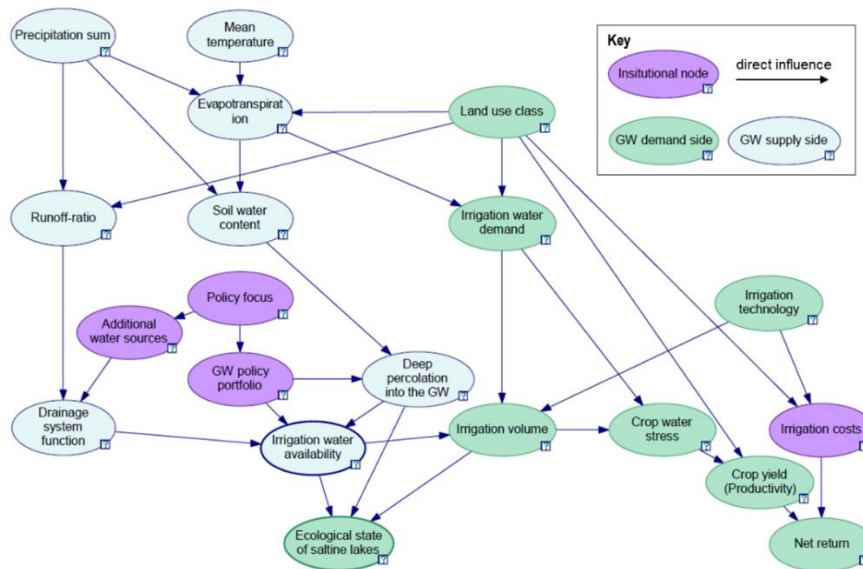 Precipitation sum
Mean
temperature
Key
Insitutional node
direct influence
GW demand side
GW supply side
Evapotranspirat
ion
Land use class
Runoff-ratio
Soil water
content
Irrigation water
demand
Policy focus
Irrigation
technology
Additional
water sources
GW policy
portfolio
Deep
percolation
into the GW
Drainage
system
function
Irrigation water
availability
Irrigation volume
Crop water
stress
Irrigation costs
Crop yield
(Productivity)
Ecological state
of saltine lakes
Net return